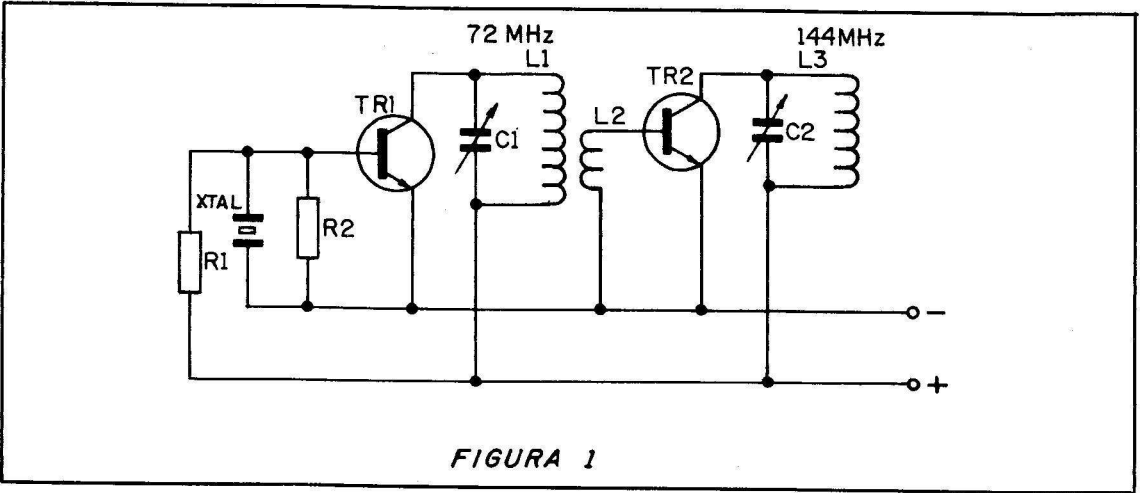 72 MHz
L1
144MHz
L3
TR1
TR2
C1
L2
C2
XTAL
R2
R1
−
+
FIGURA 1